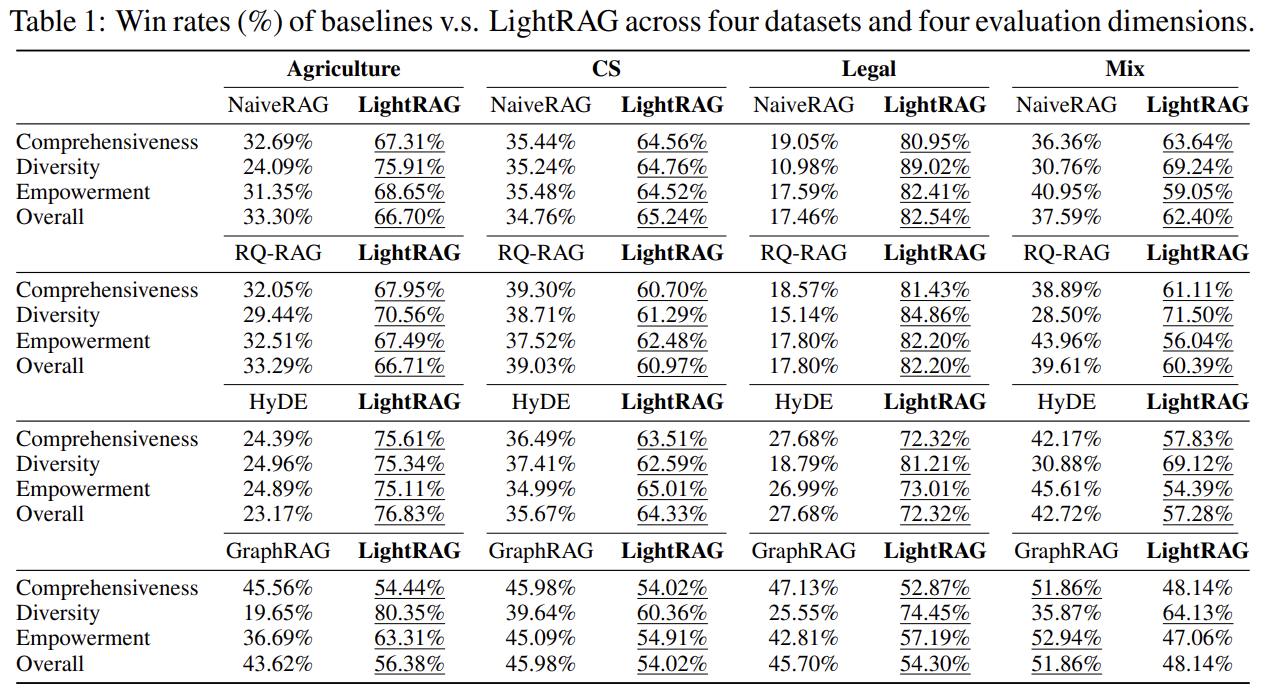 Table 1: Win rates (%) of baselines v.s. LightRAG across four datasets and four evaluation dimensions.
Agriculture CS Legal Mix
NaiveRAG LightRAG NaiveRAG LightRAG NaiveRAG LightRAG NaiveRAG LightRAG
Comprehensiveness 32.69% 67.31% 35.44% 64.56% 19.05% 80.95% 36.36% 63.64%
Diversity 24.09% 75.91% 35.24% 64.76% 10.98% 89.02% 30.76% 69.24%
Empowerment 31.35% 68.65% 35.48% 64.52% 17.59% 82.41% 40.95% 59.05%
Overall 33.30% 66.70% 34.76% 65.24% 17.46% 82.54% 37.59% 62.40%
RQ-RAG LightRAG RQ-RAG LightRAG RQ-RAG LightRAG RQ-RAG LightRAG
Comprehensiveness 32.05% 67.95% 39.30% 60.70% 18.57% 81.43% 38.89% 61.11%
Diversity 29.44% 70.56% 38.71% 61.29% 15.14% 84.86% 28.50% 71.50%
Empowerment 32.51% 67.49% 37.52% 62.48% 17.80% 82.20% 43.96% 56.04%
Overall 33.29% 66.71% 39.03% 60.97% 17.80% 82.20% 39.61% 60.39%
HyDE LightRAG HyDE LightRAG HyDE LightRAG HyDE LightRAG
Comprehensiveness 24.39% 75.61% 36.49% 63.51% 27.68% 72.32% 42.17% 57.83%
Diversity 24.96% 75.34% 37.41% 62.59% 18.79% 81.21% 30.88% 69.12%
Empowerment 24.89% 75.11% 34.99% 65.01% 26.99% 73.01% 45.61% 54.39%
Overall 23.17% 76.83% 35.67% 64.33% 27.68% 72.32% 42.72% 57.28%
GraphRAG LightRAG GraphRAG LightRAG GraphRAG LightRAG GraphRAG LightRAG
Comprehensiveness 45.56% 54.44% 45.98% 54.02% 47.13% 52.87% 51.86% 48.14%
Diversity 19.65% 80.35% 39.64% 60.36% 25.55% 74.45% 35.87% 64.13%
Empowerment 36.69% 63.31% 45.09% 54.91% 42.81% 57.19% 52.94% 47.06%
Overall 43.62% 56.38% 45.98% 54.02% 45.70% 54.30% 51.86% 48.14%